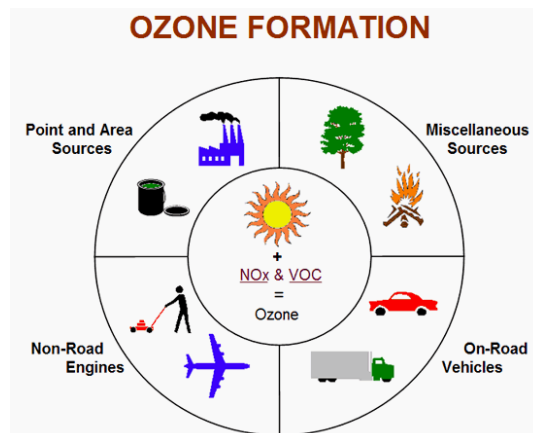 OZONE FORMATION
Point and Area
Sources
Miscellaneous
Sources
+
NOx & VOC
=
Ozone
Non-Road
Engines
On-Road
Vehicles